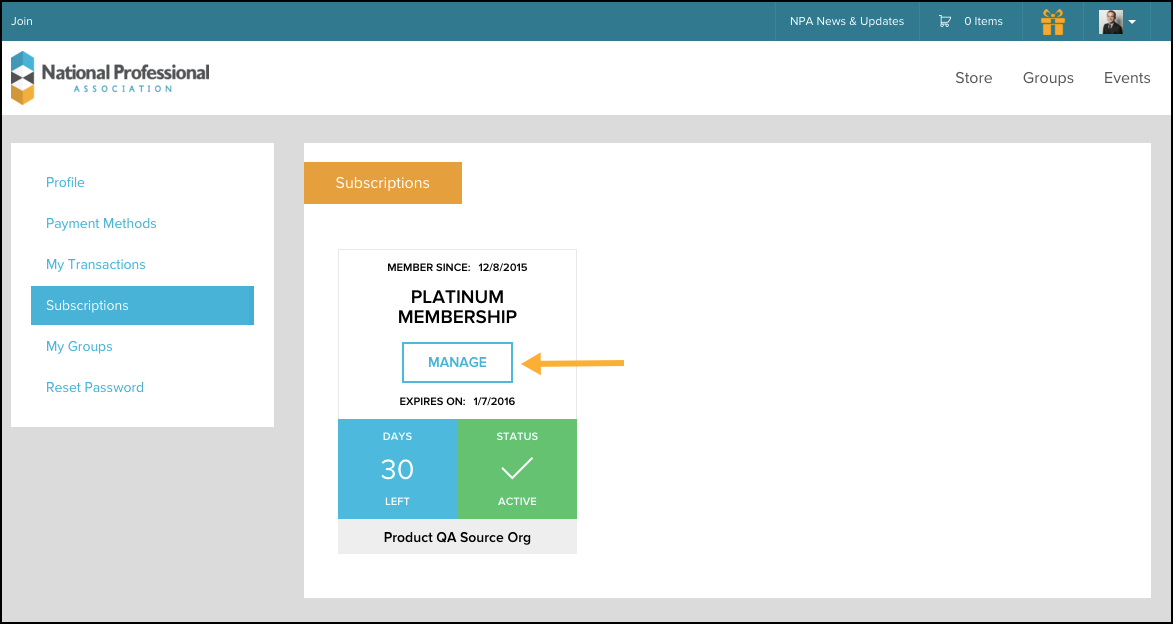 Join
NPA News & Updates
0 Items
National Professional
ASSOCIATION
Store
Groups
Events
Profile
Payment Methods
My Transactions
Subscriptions
My Groups
Reset Password
Subscriptions
MEMBER SINCE: 12/8/2015
PLATINUM
MEMBERSHIP
MANAGE
EXPIRES ON: 1/7/2016
DAYS
30
LEFT
STATUS
ACTIVE
Product QA Source Org